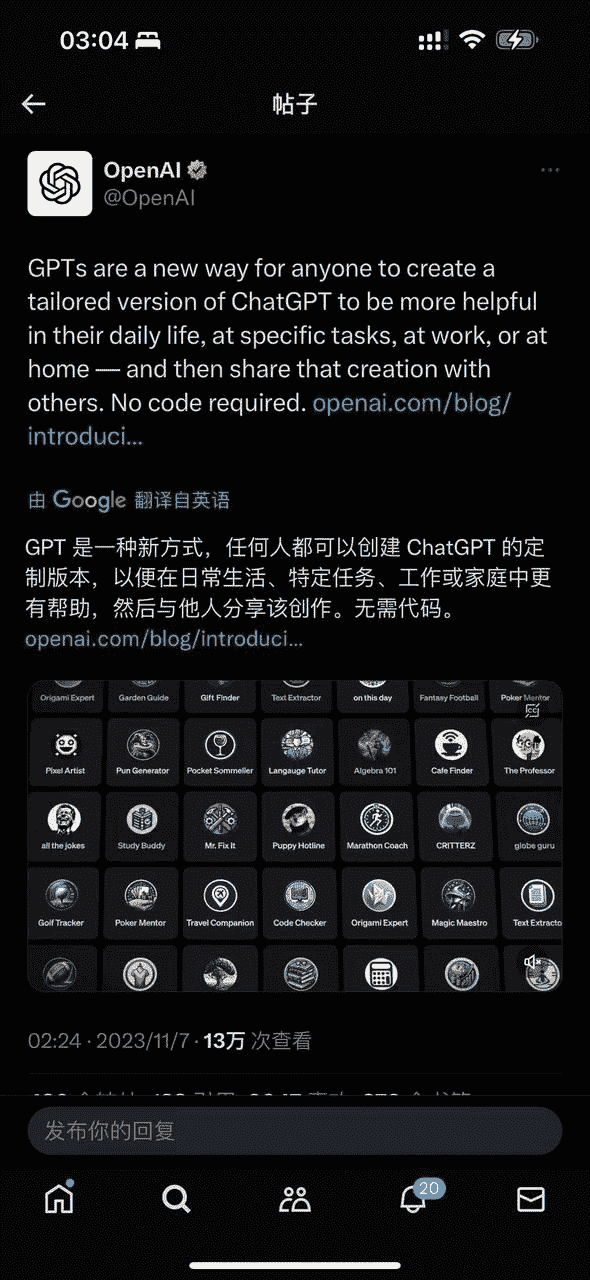 03:04
帖子
OpenAI
@OpenAI
GPTs are a new way for anyone to create a
tailored version of ChatGPT to be more helpful
in their daily life, at specific tasks, at work, or at
home — and then share that creation with
others. No code required. openai.com/blog/
introduci...
由 Google 翻译自英语
GPT 是一种新方式，任何人都可以创建 ChatGPT 的定
制版本，以便在日常生活、特定任务、工作或家庭中更
有帮助，然后与他人分享该创作。无需代码。
openai.com/blog/introduci...
Origami Expert Garden Guide Gift Finder Text Extractor on this day Fantasy Football Poker Mentor
Pixel Artist Pun Generator Pocket Sommelier Langauge Tutor Algebra 101 Cafe Finder The Professor
all the jokes Study Buddy Mr. Fix It Puppy Hotline Marathon Coach CRITTERZ globe guru
Golf Tracker Poker Mentor Travel Companion Code Checker Origami Expert Magic Maestro Text Extracto
02:24 · 2023/11/7 · 13万 次查看
发布你的回复
20